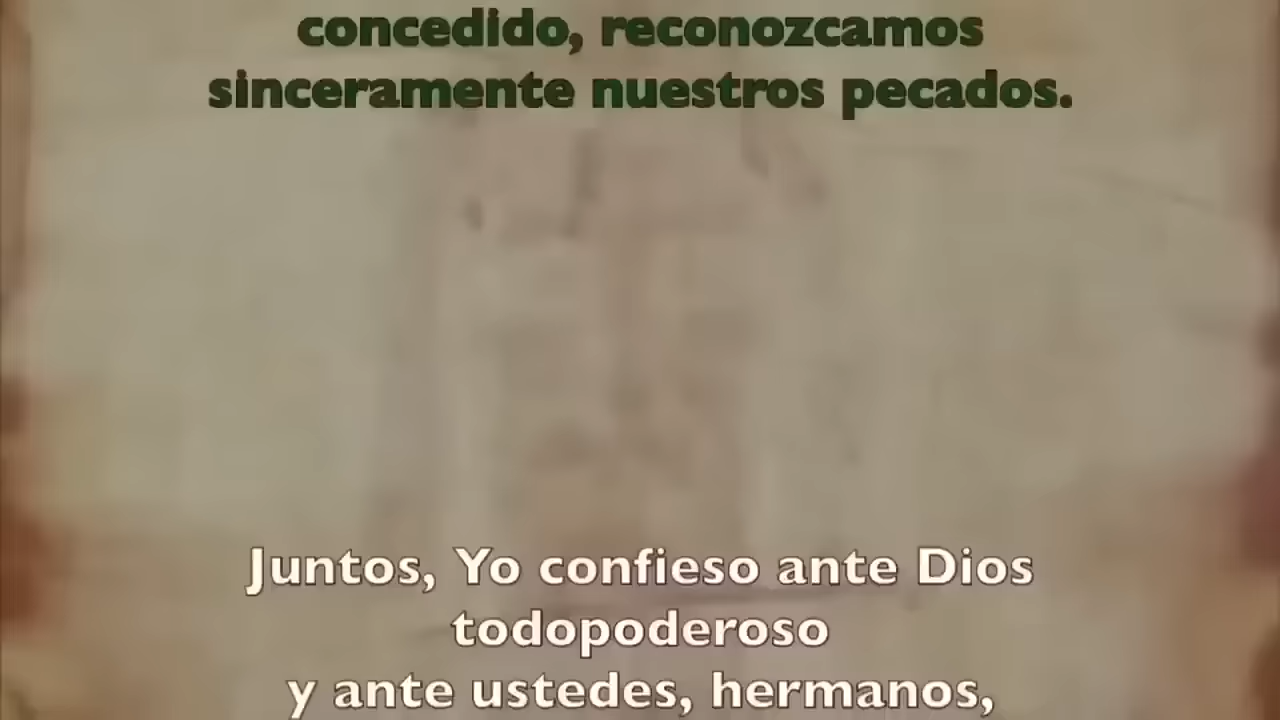 concedido, reconozcamos
sinceramente nuestros pecados.
Juntos, Yo confieso ante Dios
todopoderoso
y ante ustedes, hermanos,